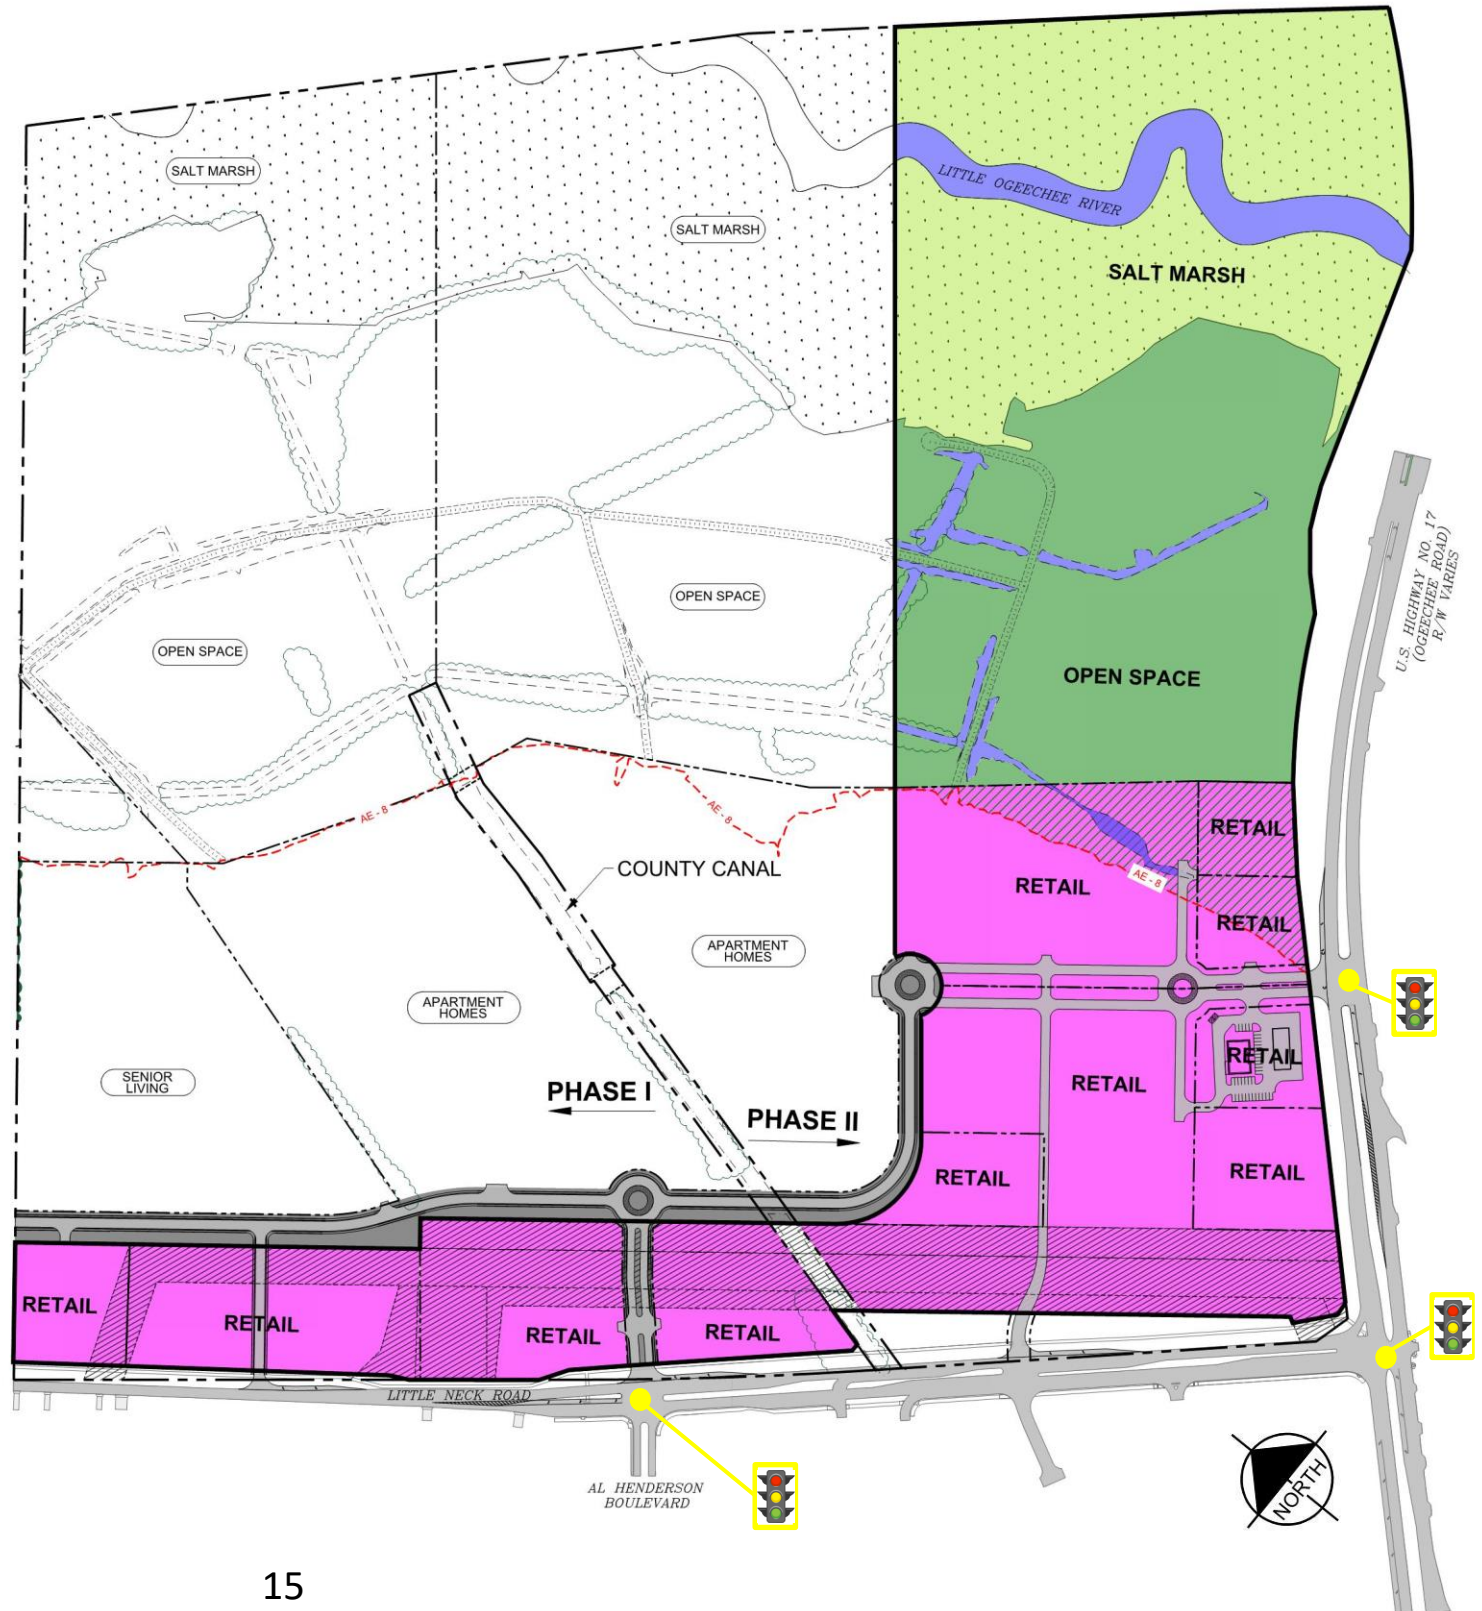 SALT MARSH
LITTLE OGEECHEE RIVER
SALT MARSH
SALT MARSH
U.S. HIGHWAY NO. 17
(OGEECHEE ROAD)
R/W VARIES
OPEN SPACE
OPEN SPACE
OPEN SPACE
AE - 8
AE - 8
RETAIL
COUNTY CANAL
RETAIL
AE - 8
RETAIL
APARTMENT
HOMES
APARTMENT
HOMES
RETAIL
SENIOR
LIVING
PHASE I
RETAIL
PHASE II
RETAIL
RETAIL
RETAIL
RETAIL
RETAIL
RETAIL
LITTLE NECK ROAD
AL HENDERSON
BOULEVARD
NORTH
15